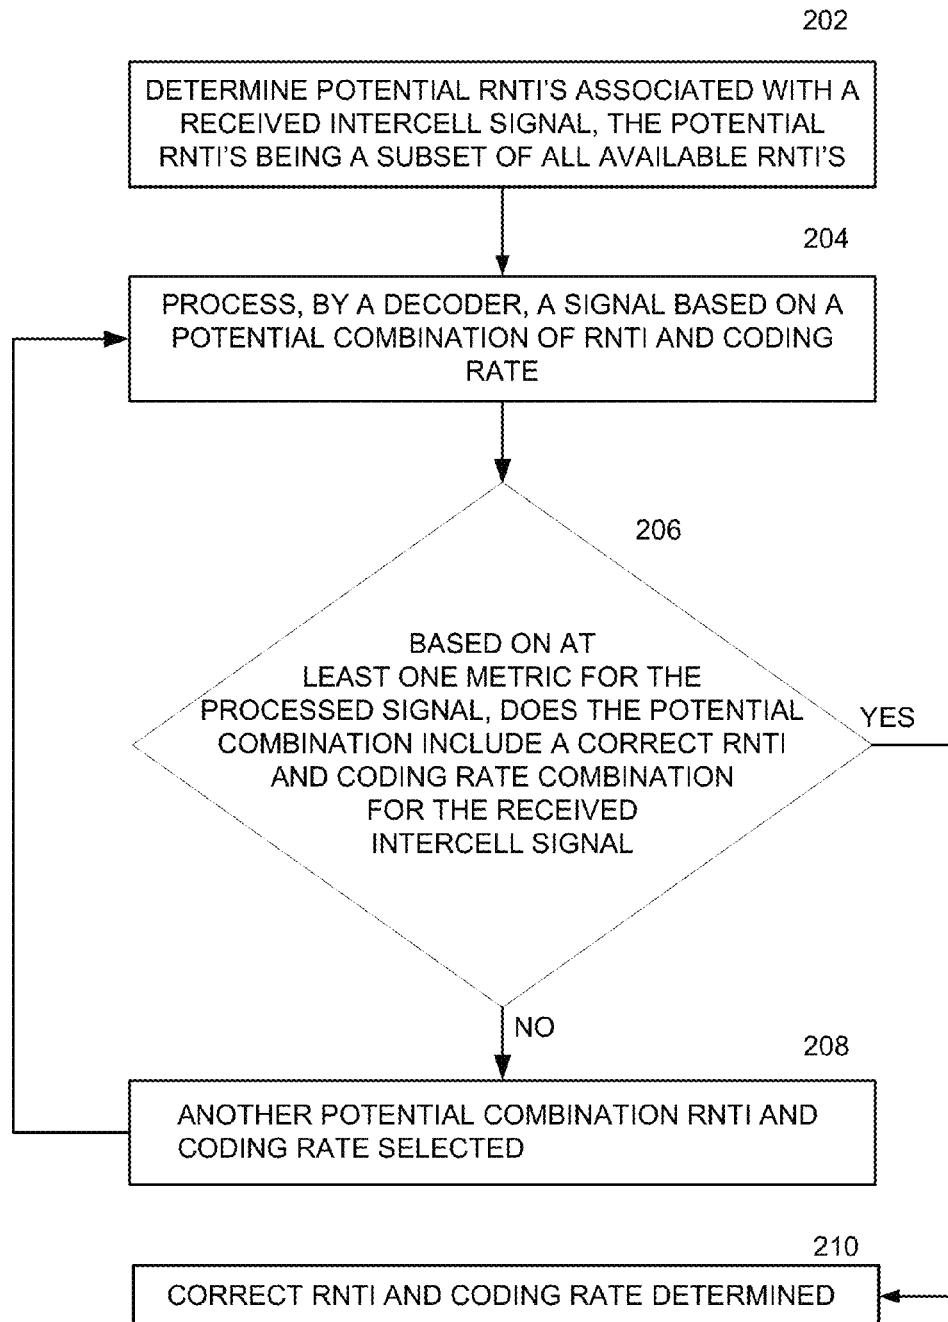 202
DETERMINE POTENTIAL RNTI'S ASSOCIATED WITH A
RECEIVED INTERCELL SIGNAL, THE POTENTIAL
RNTI'S BEING A SUBSET OF ALL AVAILABLE RNTI'S
204
PROCESS, BY A DECODER, A SIGNAL BASED ON A
POTENTIAL COMBINATION OF RNTI AND CODING
RATE
206
BASED ON AT
LEAST ONE METRIC FOR THE
PROCESSED SIGNAL, DOES THE POTENTIAL
COMBINATION INCLUDE A CORRECT RNTI
AND CODING RATE COMBINATION
FOR THE RECEIVED
INTERCELL SIGNAL
YES
NO
208
ANOTHER POTENTIAL COMBINATION RNTI AND
CODING RATE SELECTED
210
CORRECT RNTI AND CODING RATE DETERMINED